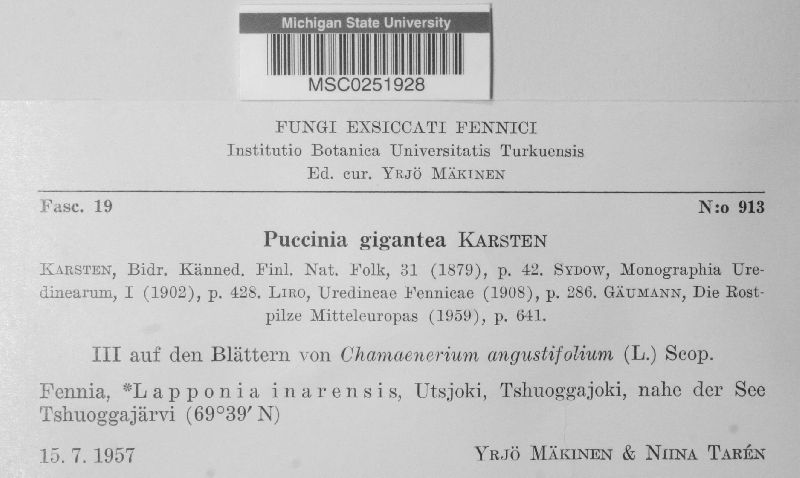 Michigan State University
MSC0251928
FUNGI EXSICCATI FENNICI
Institutio Botanica Universitatis Turkuensis
Ed. cur. YRJÖ MÄKINEN
Fasc. 19 N:o 913
Puccinia gigantea KARSTEN
KARSTEN, Bidr. Känned. Finl. Nat. Folk, 31 (1879), p. 42. SYDOW, Monographia Ure-
dinearum, I (1902), p. 428. LIRO, Uredineae Fennicae (1908), p. 286. GÄUMANN, Die Rost-
pilze Mitteleuropas (1959), p. 641.
III auf den Blättern von Chamaenerium angustifolium (L.) Scop.
Fennia, *Lapponia inarensis, Utsjoki, Tshuoggajoki, nahe der See
Tshuoggajärvi (69°39′ N)
15. 7. 1957 YRJÖ MÄKINEN & NIINA TARÉN